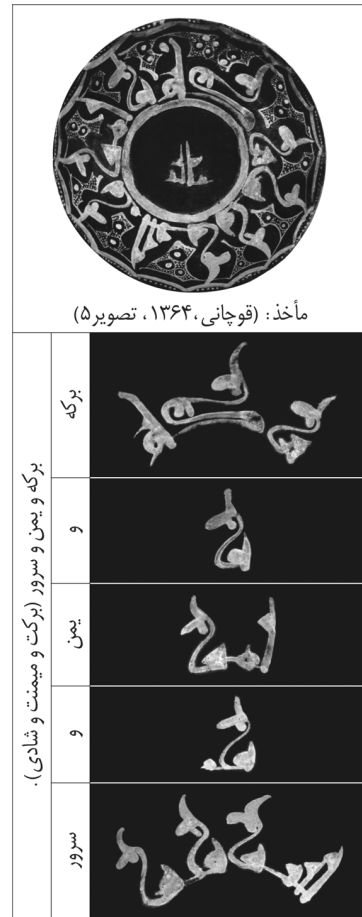 مأخذ: (قوچانی، ۱۳۶۴، تصویر۵)
برکه
و
یمن
و
سرور
برکه و یمن و سرور (برکت و میمنت و شادی).